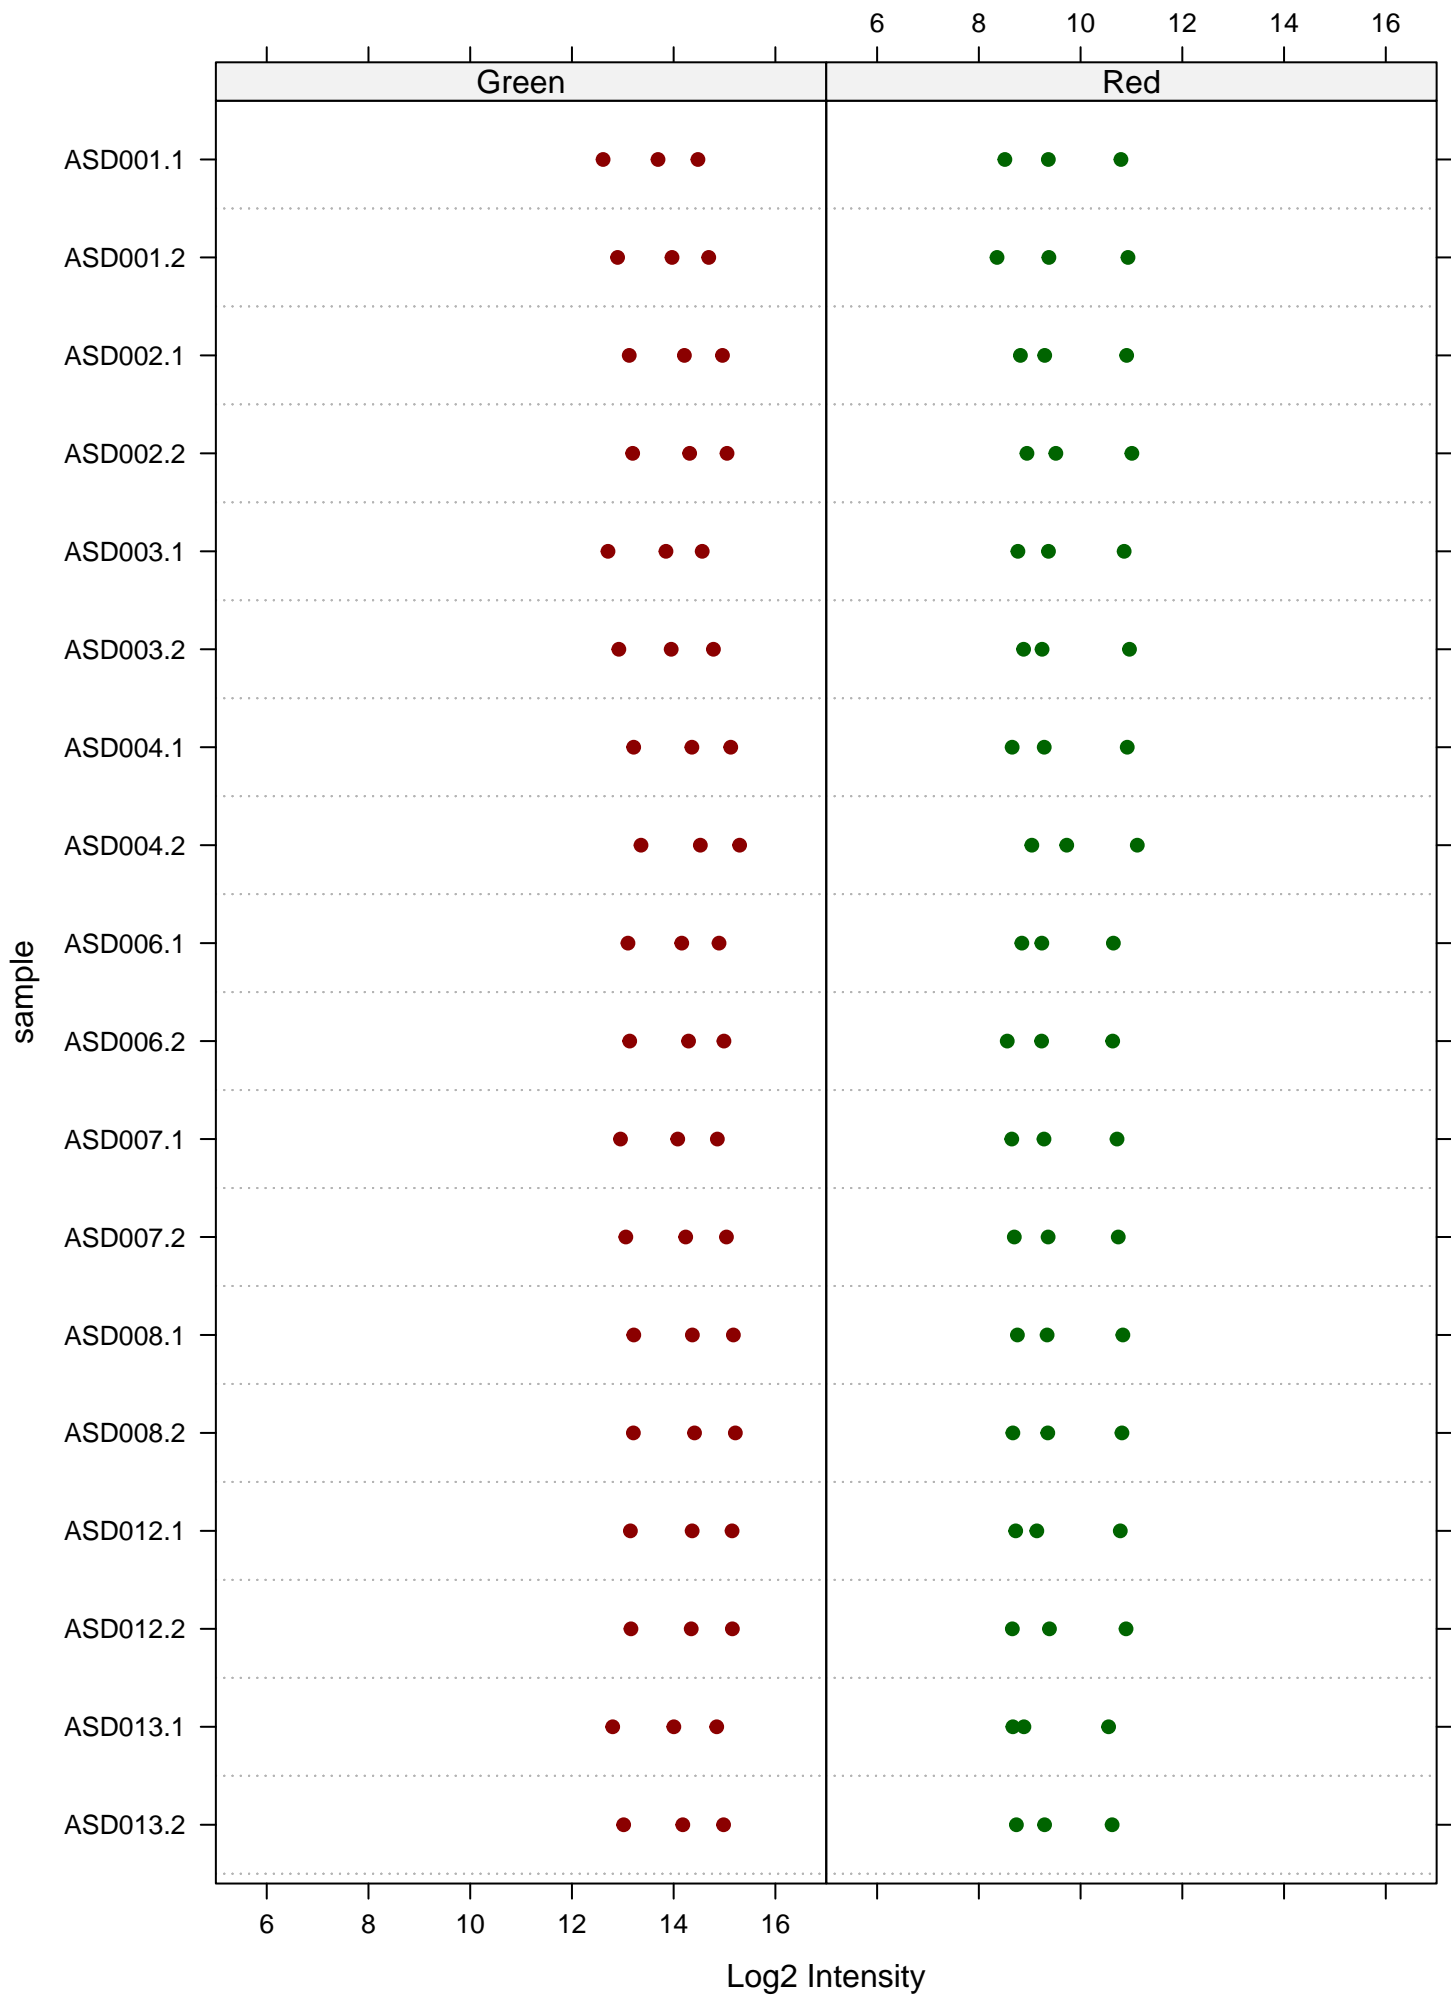 6 8 10 12 14 16
Green Red
ASD001.1
ASD001.2
ASD002.1
ASD002.2
ASD003.1
ASD003.2
ASD004.1
ASD004.2
ASD006.1
ASD006.2
ASD007.1
ASD007.2
ASD008.1
ASD008.2
ASD012.1
ASD012.2
ASD013.1
ASD013.2
sample
6 8 10 12 14 16
Log2 Intensity